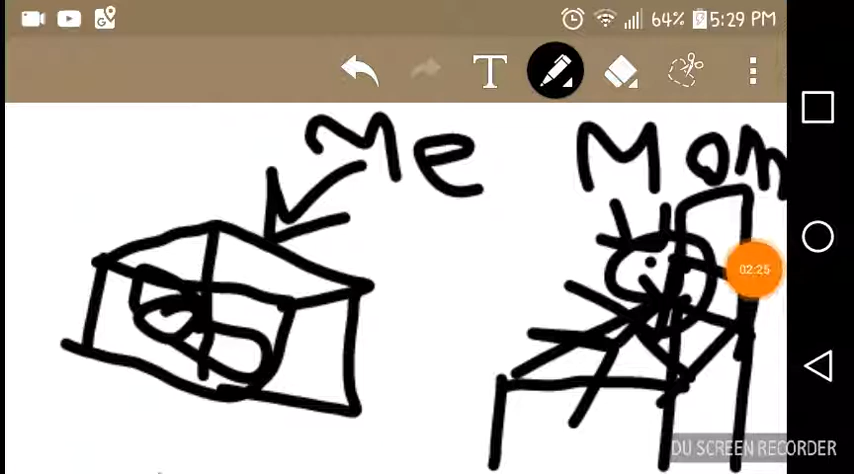 64% 5:29 PM
T
Me Mom
02:25
DU SCREEN RECORDER